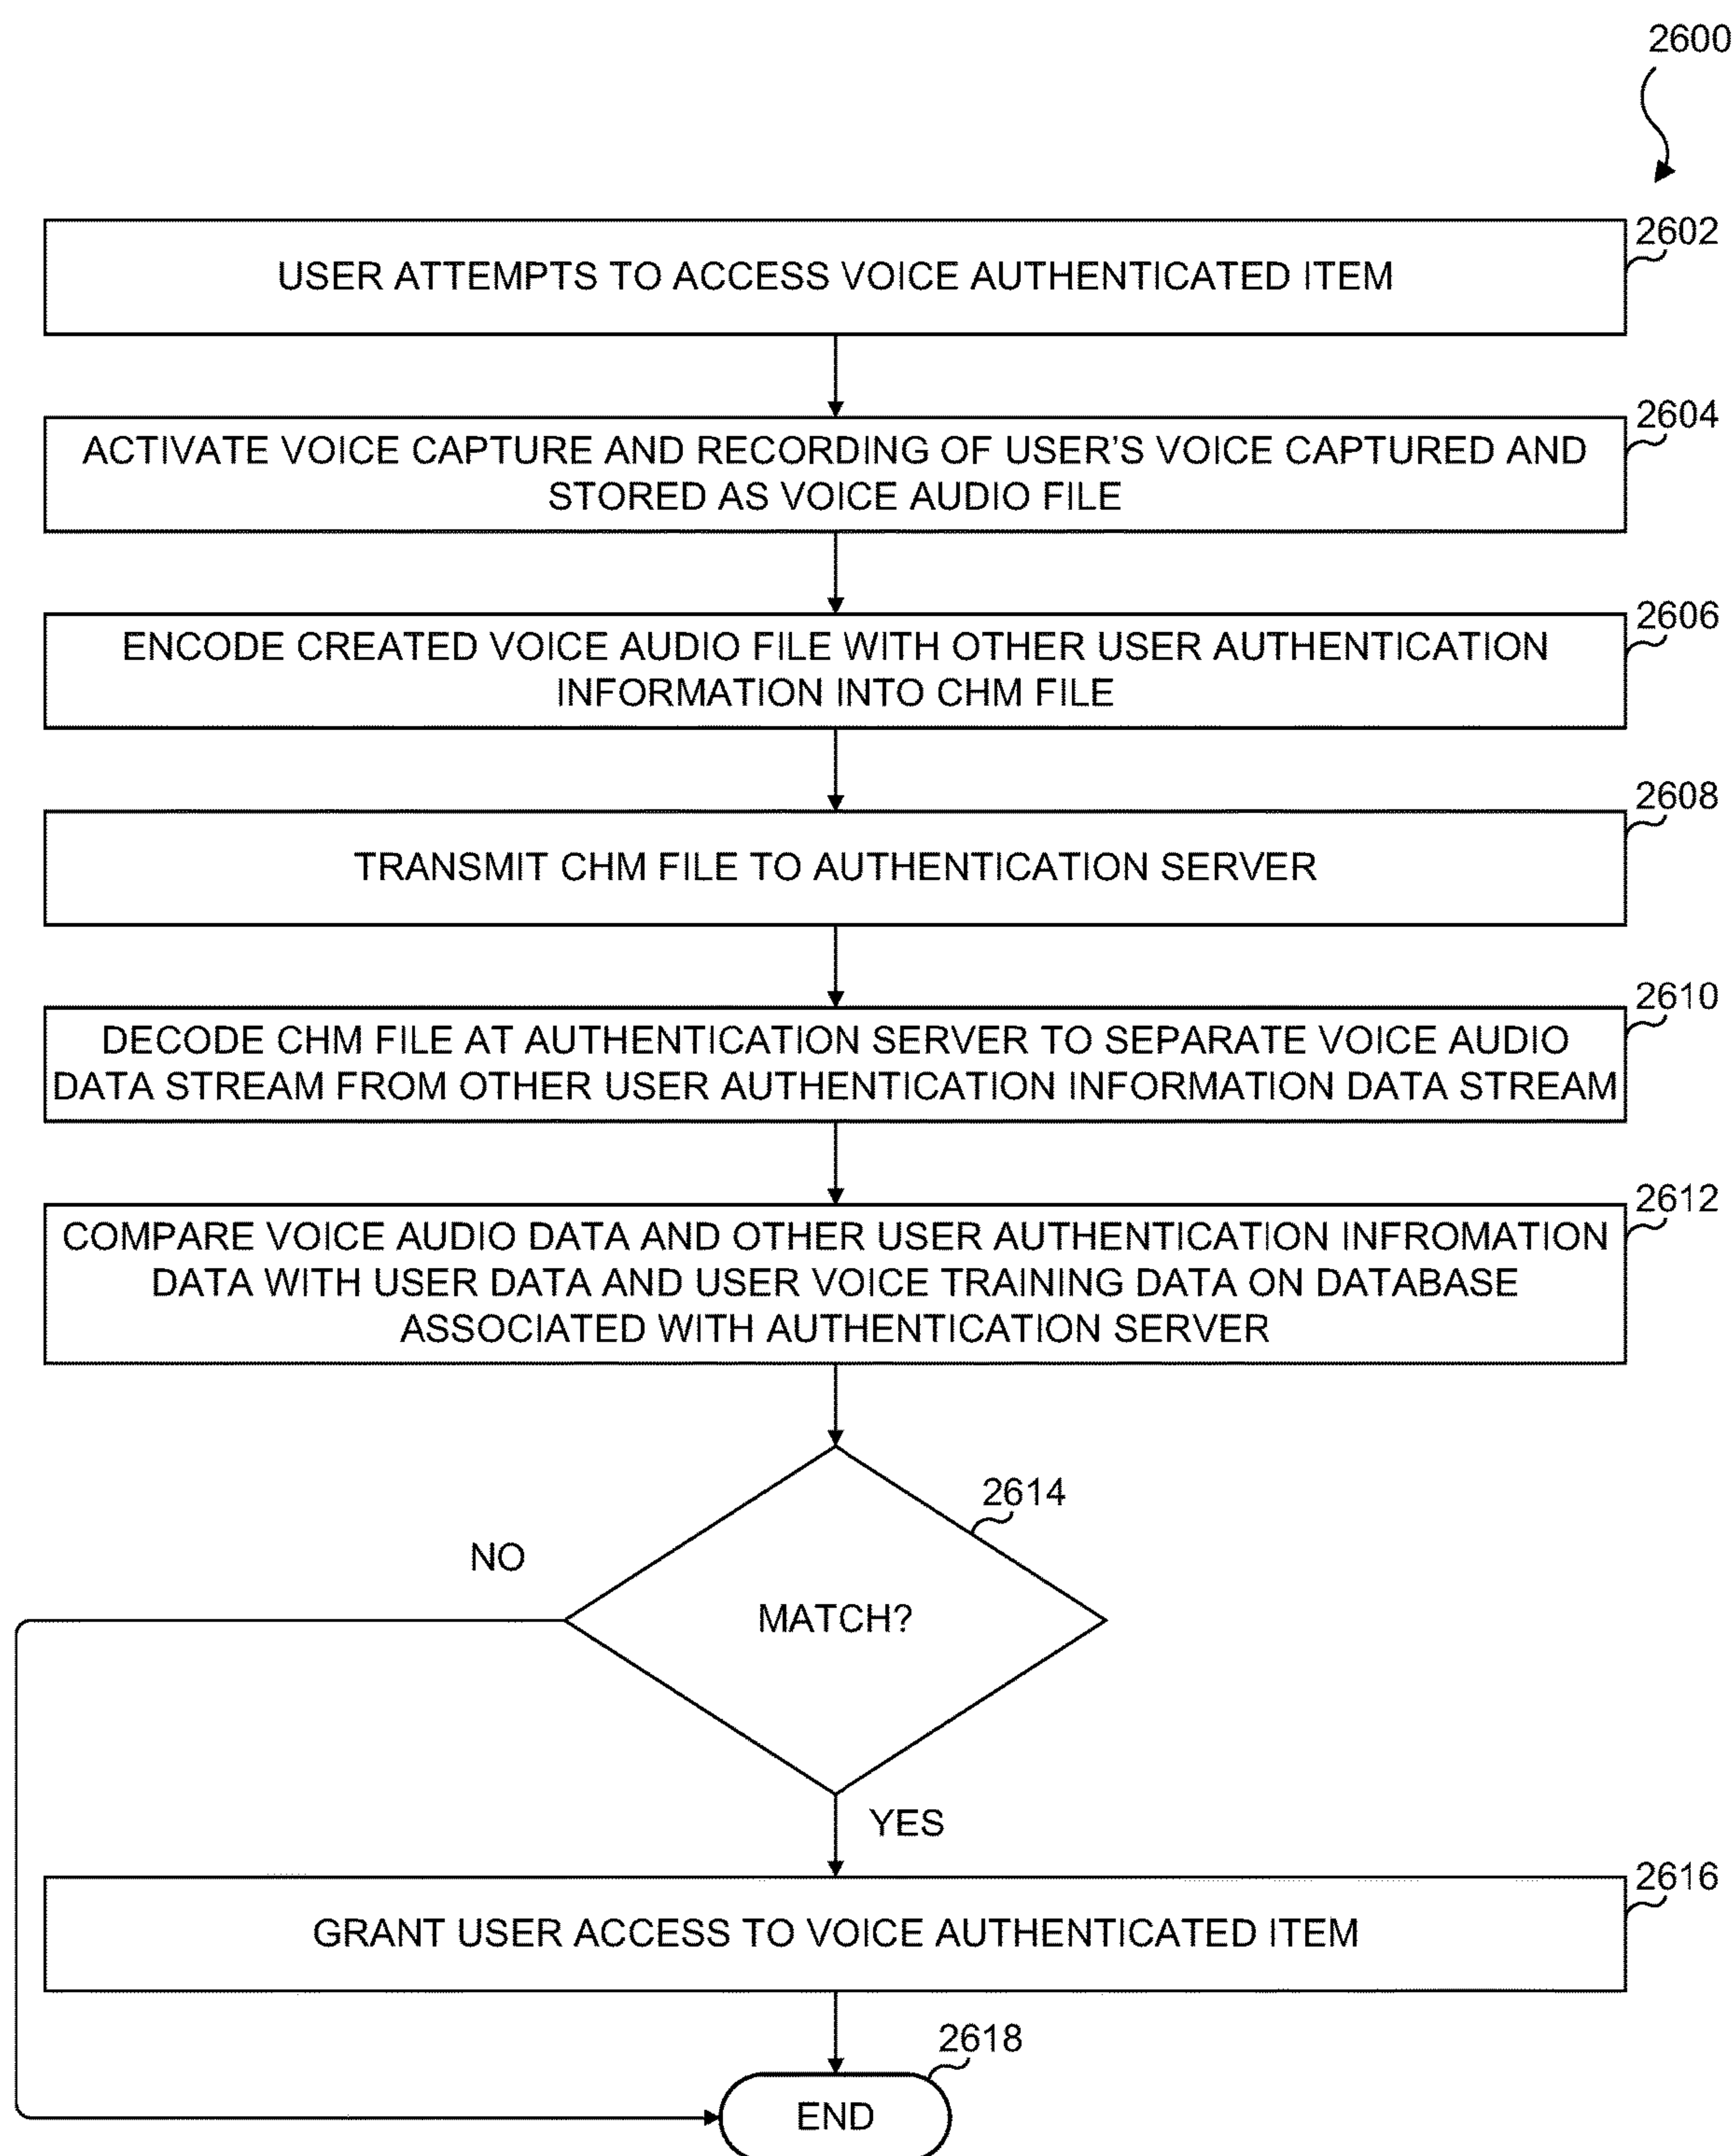 2600
2602
USER ATTEMPTS TO ACCESS VOICE AUTHENTICATED ITEM
2604
ACTIVATE VOICE CAPTURE AND RECORDING OF USER'S VOICE CAPTURED AND
STORED AS VOICE AUDIO FILE
2606
ENCODE CREATED VOICE AUDIO FILE WITH OTHER USER AUTHENTICATION
INFORMATION INTO CHM FILE
2608
TRANSMIT CHM FILE TO AUTHENTICATION SERVER
2610
DECODE CHM FILE AT AUTHENTICATION SERVER TO SEPARATE VOICE AUDIO
DATA STREAM FROM OTHER USER AUTHENTICATION INFORMATION DATA STREAM
2612
COMPARE VOICE AUDIO DATA AND OTHER USER AUTHENTICATION INFROMATION
DATA WITH USER DATA AND USER VOICE TRAINING DATA ON DATABASE
ASSOCIATED WITH AUTHENTICATION SERVER
2614
NO
MATCH?
YES
2616
GRANT USER ACCESS TO VOICE AUTHENTICATED ITEM
2618
END